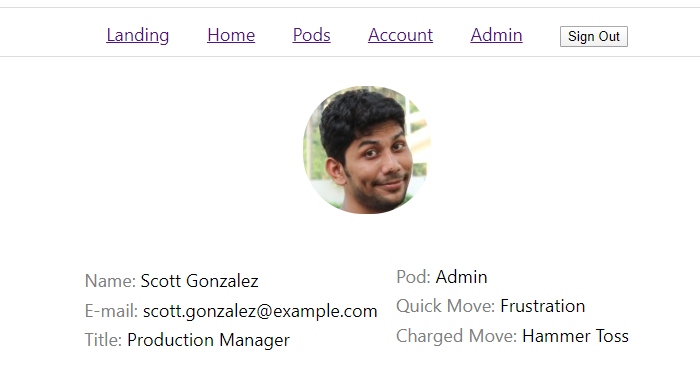 Landing Home Pods Account Admin Sign Out
Name: Scott Gonzalez
E-mail: scott.gonzalez@example.com
Title: Production Manager
Pod: Admin
Quick Move: Frustration
Charged Move: Hammer Toss